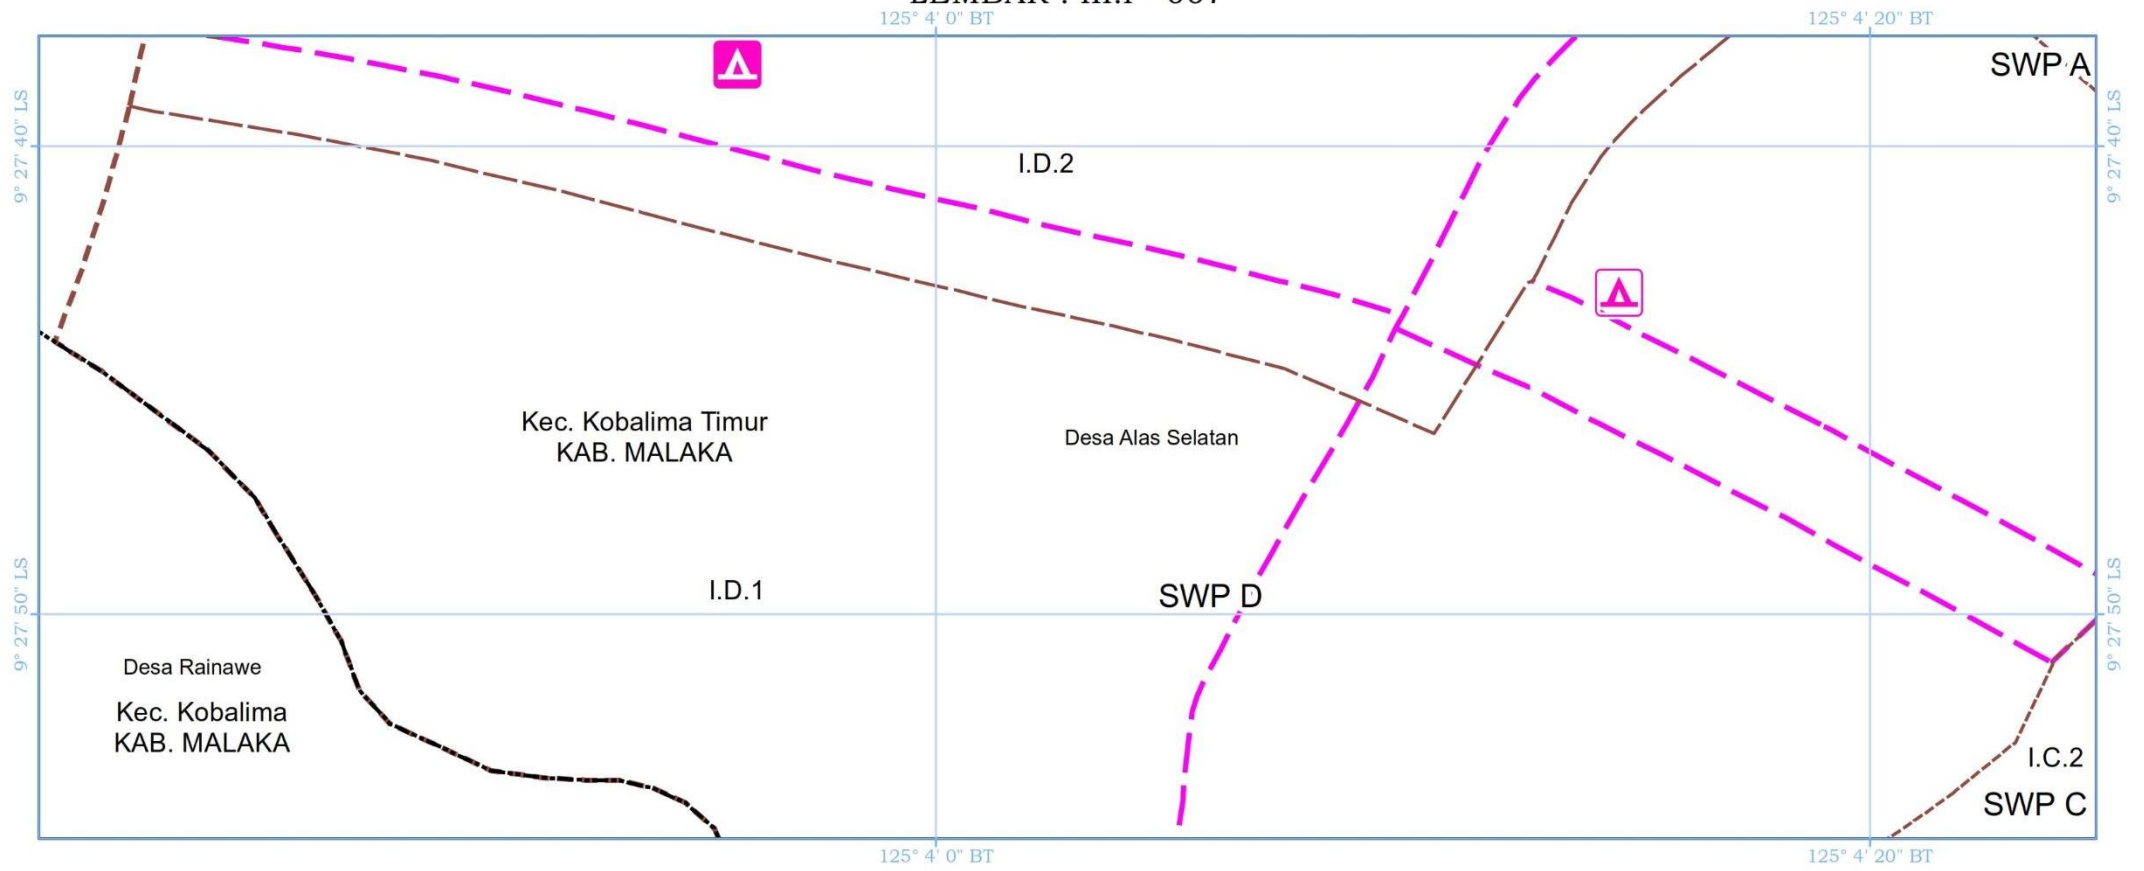 125° 4' 0" BT
125° 4' 20" BT
SWP A
9° 27' 40" LS
9° 27' 40" LS
I.D.2
Kec. Kobalima Timur
KAB. MALAKA
Desa Alas Selatan
I.D.1
SWP D
9° 27' 50" LS
9° 27' 50" LS
Desa Rainawe
Kec. Kobalima
KAB. MALAKA
I.C.2
SWP C
125° 4' 0" BT
125° 4' 20" BT